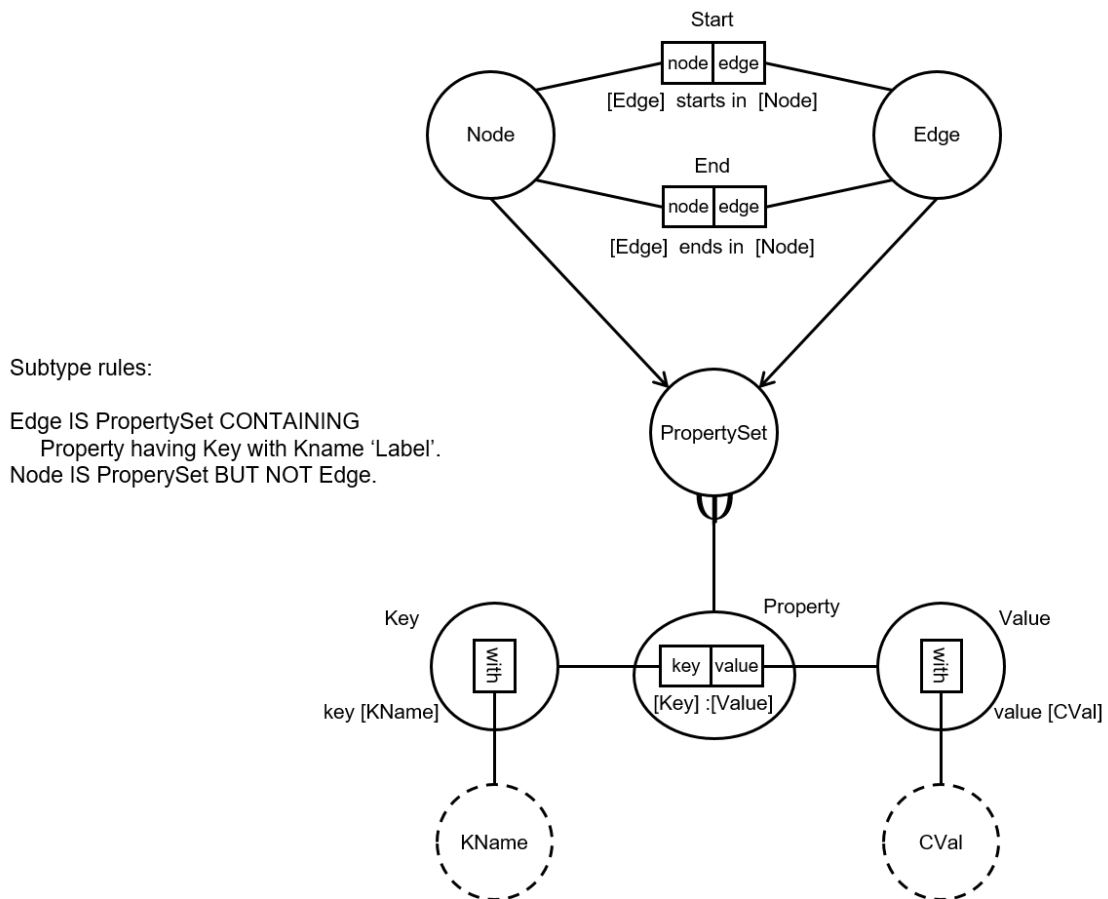 Start
node edge
[Edge] starts in [Node]
Node
Edge
End
node edge
[Edge] ends in [Node]
Subtype rules:
Edge IS PropertySet CONTAINING
Property having Key with Kname ‘Label’.
Node IS ProperySet BUT NOT Edge.
PropertySet
Key
Property
Value
with
key value
with
[Key] :[Value]
key [KName]
value [CVal]
KName
CVal